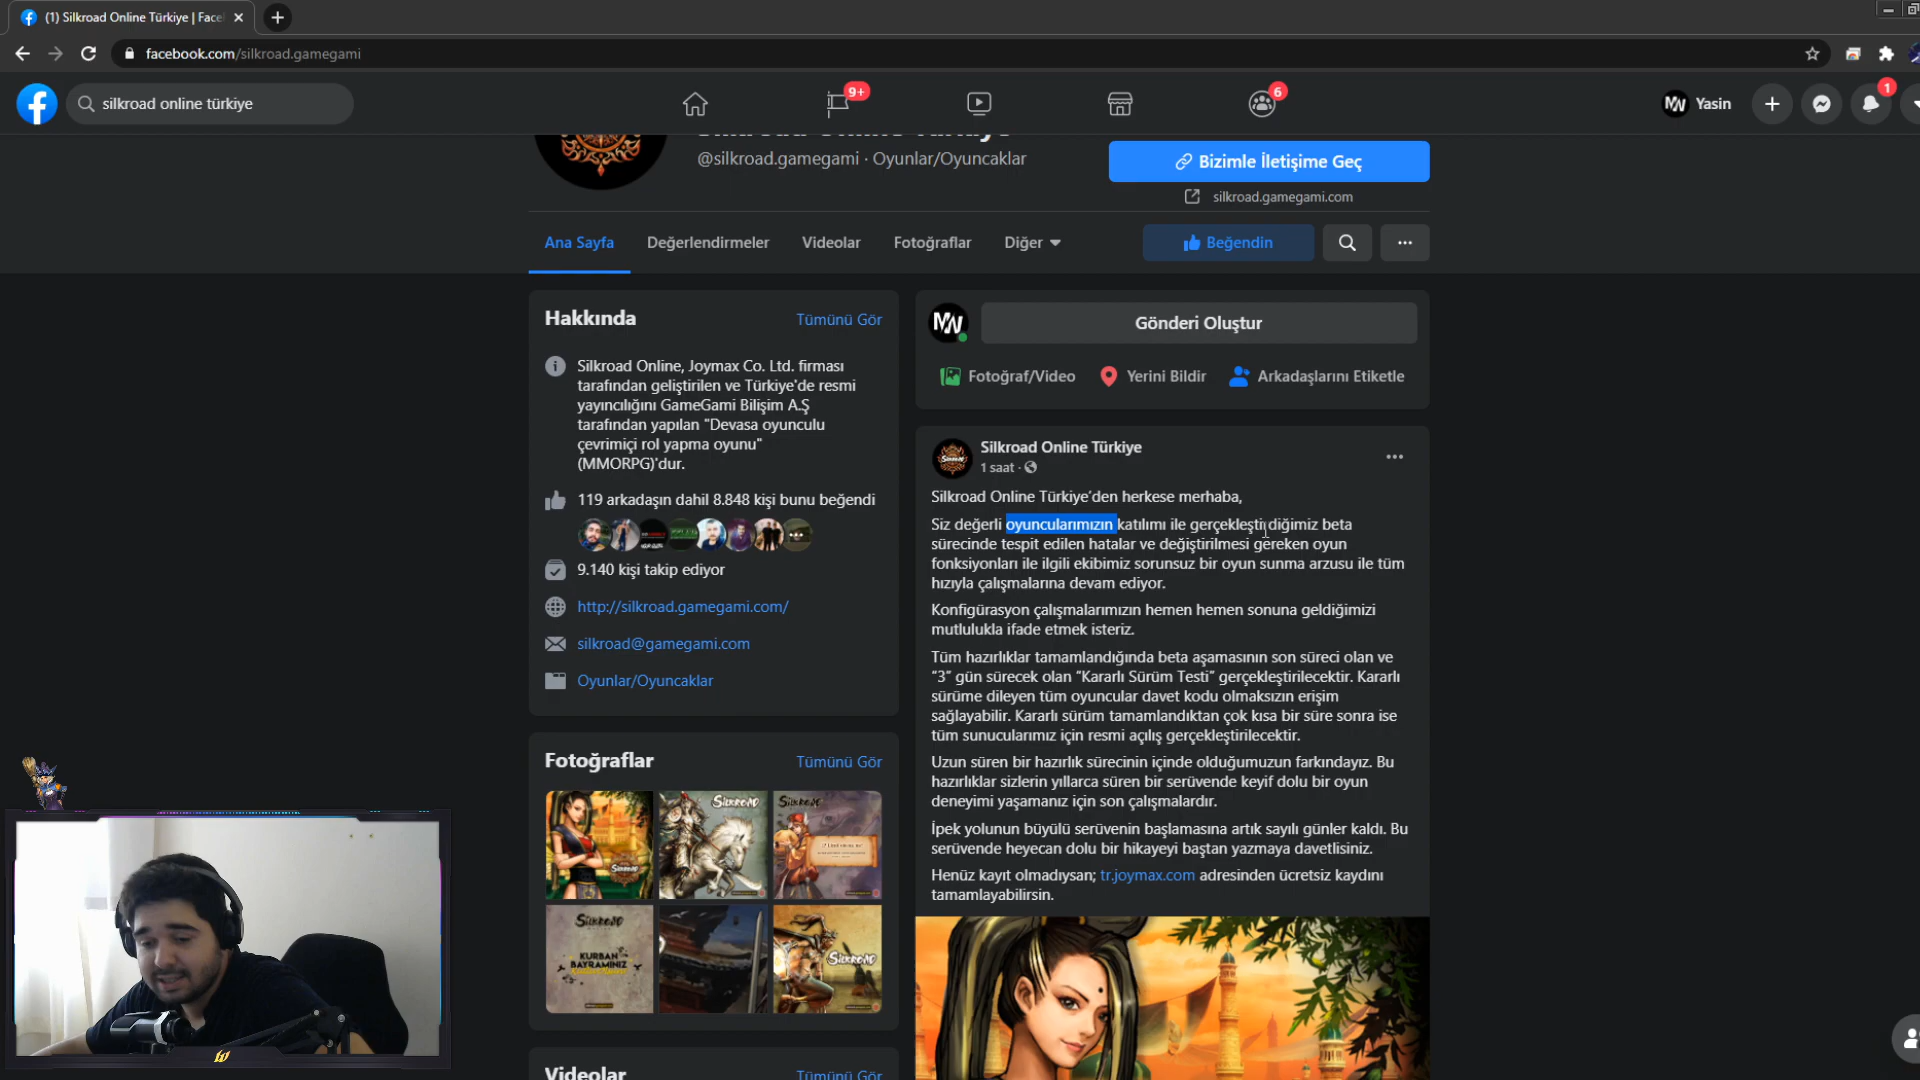 (1) Silkroad Online Türkiye | Face
facebook.com/silkroad.gamegami
silkroad online türkiye
9+
6
Yasin
1
Silkroad Online Türkiye
@silkroad.gamegami · Oyunlar/Oyuncaklar
Bizimle İletişime Geç
silkroad.gamegami.com
Ana Sayfa
Değerlendirmeler
Videolar
Fotoğraflar
Diğer
Beğendin
Hakkında
Tümünü Gör
Silkroad Online, Joymax Co. Ltd. firması
tarafından geliştirilen ve Türkiye'de resmi
yayıncılığını GameGami Bilişim A.Ş
tarafından yapılan "Devasa oyunculu
çevrimiçi rol yapma oyunu"
(MMORPG)'dur.
119 arkadaşın dahil 8.848 kişi bunu beğendi
9.140 kişi takip ediyor
http://silkroad.gamegami.com/
silkroad@gamegami.com
Oyunlar/Oyuncaklar
Fotoğraflar
Tümünü Gör
SILKROAD
SILKROAD
SILKROAD
KURBAN
BAYRAMINIZ
SILKROAD
Videolar
Tümünü Gör
MW
Gönderi Oluştur
Fotoğraf/Video
Yerini Bildir
Arkadaşlarını Etiketle
Silkroad Online Türkiye
1 saat ·
Silkroad Online Türkiye'den herkese merhaba,
Siz değerli oyuncularımızın katılımı ile gerçekleştirdiğimiz beta
sürecinde tespit edilen hatalar ve değiştirilmesi gereken oyun
fonksiyonları ile ilgili ekibimiz sorunsuz bir oyun sunma arzusu ile tüm
hızıyla çalışmalarına devam ediyor.
Konfigürasyon çalışmalarımızın hemen hemen sonuna geldiğimizi
mutlulukla ifade etmek isteriz.
Tüm hazırlıklar tamamlandığında beta aşamasının son süreci olan ve
"3" gün sürecek olan "Kararlı Sürüm Testi" gerçekleştirilecektir. Kararlı
sürüme dileyen tüm oyuncular davet kodu olmaksızın erişim
sağlayabilir. Kararlı sürüm tamamlandıktan çok kısa bir süre sonra ise
tüm sunucularımız için resmi açılış gerçekleştirilecektir.
Uzun süren bir hazırlık sürecinin içinde olduğumuzun farkındayız. Bu
hazırlıklar sizlerin yıllarca süren bir serüvende keyif dolu bir oyun
deneyimi yaşamanız için son çalışmalardır.
İpek yolunun büyülü serüvenin başlamasına artık sayılı günler kaldı. Bu
serüvende heyecan dolu bir hikayeyi baştan yazmaya davetlisiniz.
Henüz kayıt olmadıysan; tr.joymax.com adresinden ücretsiz kaydını
tamamlayabilirsin.